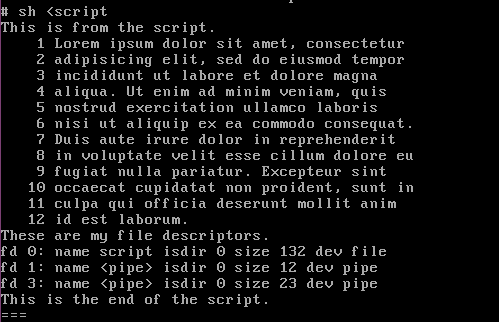 # sh <script
This is from the script.
1 Lorem ipsum dolor sit amet, consectetur
2 adipisicing elit, sed do eiusmod tempor
3 incididunt ut labore et dolore magna
4 aliqua. Ut enim ad minim veniam, quis
5 nostrud exercitation ullamco laboris
6 nisi ut aliquip ex ea commodo consequat.
7 Duis aute irure dolor in reprehenderit
8 in voluptate velit esse cillum dolore eu
9 fugiat nulla pariatur. Excepteur sint
10 occaecat cupidatat non proident, sunt in
11 culpa qui officia deserunt mollit anim
12 id est laborum.
These are my file descriptors.
fd 0: name script isdir 0 size 132 dev file
fd 1: name <pipe> isdir 0 size 12 dev pipe
fd 3: name <pipe> isdir 0 size 23 dev pipe
This is the end of the script.
===